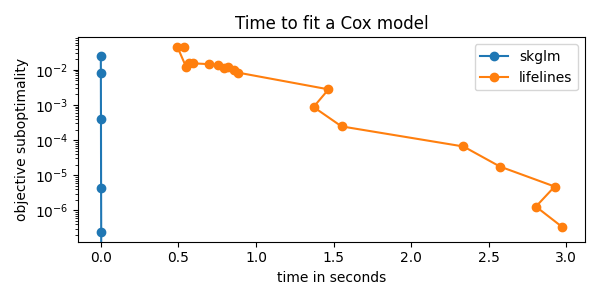 Time to fit a Cox model
objective suboptimality
10⁻²
10⁻³
10⁻⁴
10⁻⁵
10⁻⁶
skglm
lifelines
0.0 0.5 1.0 1.5 2.0 2.5 3.0
time in seconds